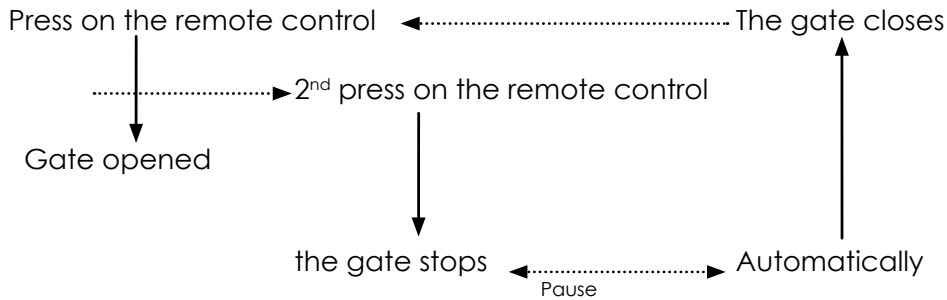 Press on the remote control
The gate closes
2nd press on the remote control
Gate opened
the gate stops
Automatically
Pause